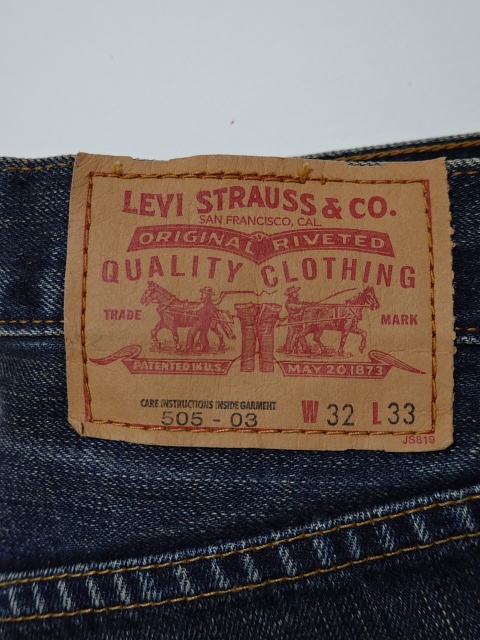 LEVI STRAUSS & CO.
SAN FRANCISCO, CAL.
ORIGINAL RIVETED
QUALITY CLOTHING
TRADE MARK
PATENTED IN U.S. MAY 20 1873
CARE INSTRUCTIONS INSIDE GARMENT
505 - 03 W 32 L 33
JS819